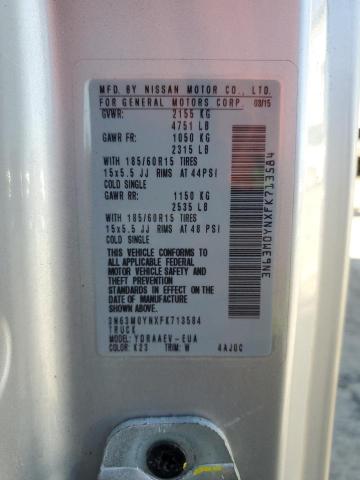 MFD. BY NISSAN MOTOR CO., LTD.
FOR GENERAL MOTORS CORP. 03/15
GVWR: 2155 KG
4751 LB
GAWR FR: 1050 KG
2315 LB
WITH 185/60R15 TIRES
15x5.5 JJ RIMS AT 44PSI
COLD SINGLE
GAWR RR: 1150 KG
2535 LB
WITH 185/60R15 TIRES
15x5.5 JJ RIMS AT 48 PSI
COLD SINGLE
THIS VEHICLE CONFORMS TO
ALL APPLICABLE FEDERAL
MOTOR VEHICLE SAFETY
STANDARDS AND THEFT
PREVENTION STANDARD IN
EFFECT ON THE DATE OF
MANUFACTURE SHOWN ABOVE.
3N63M0YNXFK713584
TRUCK
MODEL: YDRAAEV-EUA
COLOR: K23 TRIM: W 4AJ0C
3N63M0YNXFK713584